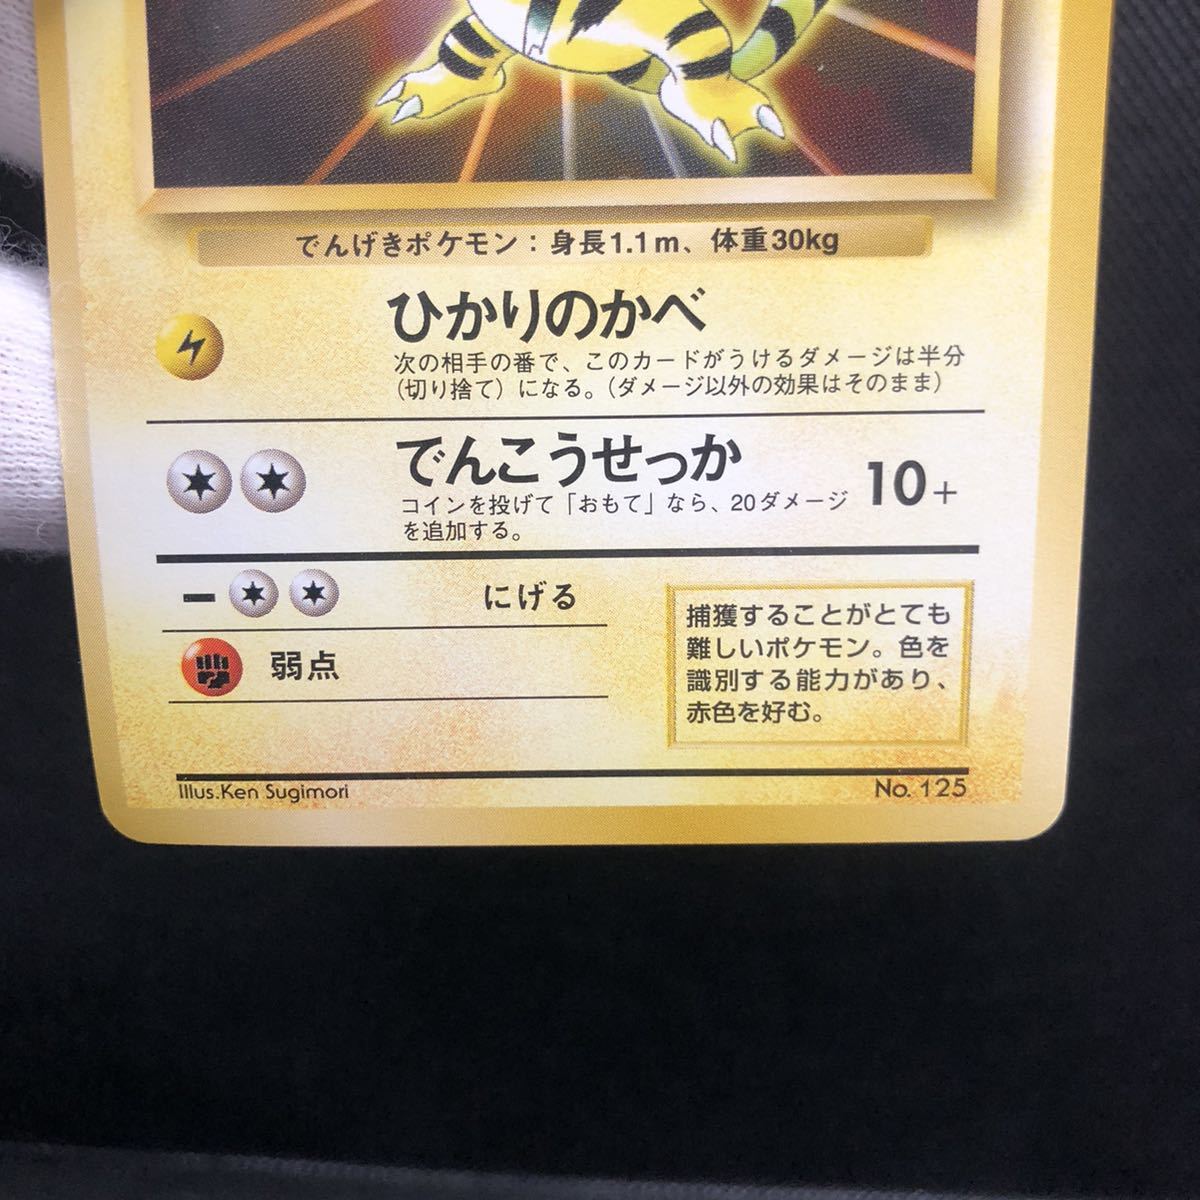 でんげきポケモン：身長1.1m、体重30kg
ひかりのかべ
次の相手の番で、このカードがうけるダメージは半分
（切り捨て）になる。（ダメージ以外の効果はそのまま）
でんこうせっか 10+
コインを投げて「おもて」なら、20ダメージ
を追加する。
にげる
弱点
捕獲することがとても
難しいポケモン。色を
識別する能力があり、
赤色を好む。
Illus.Ken Sugimori No. 125